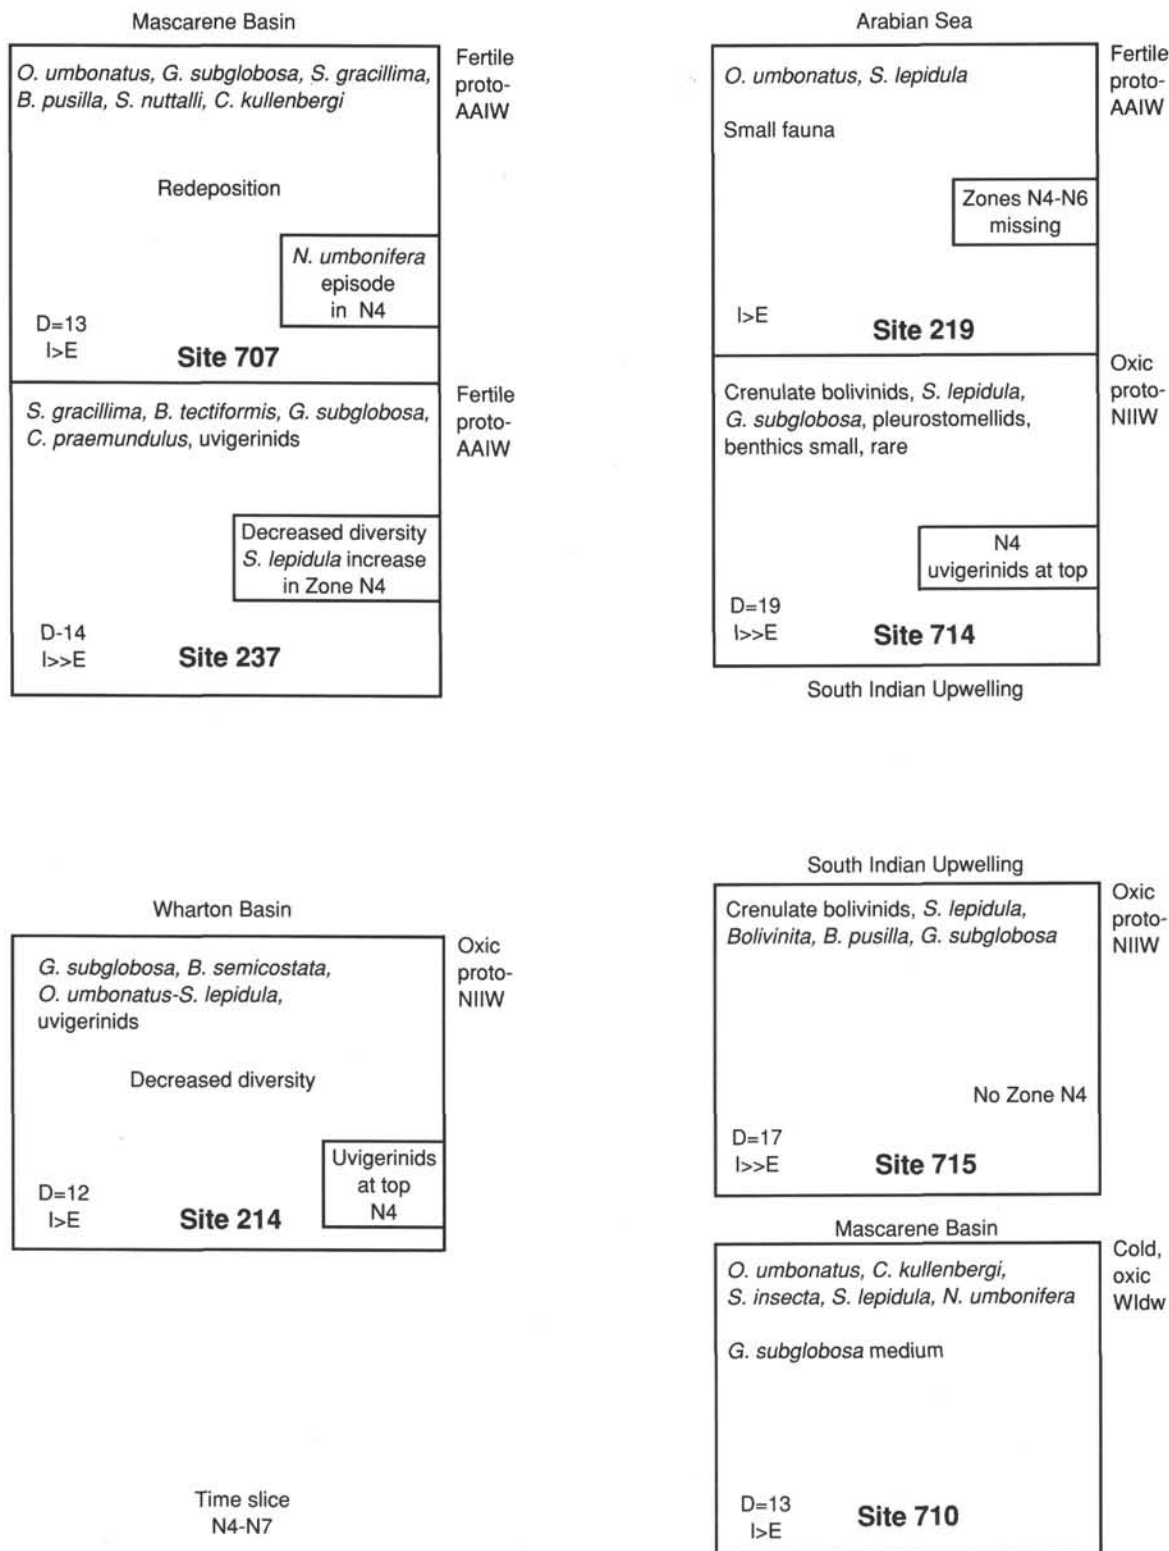 Mascarene Basin
O. umbonatus, G. subglobosa, S. gracillima,
B. pusilla, S. nuttalli, C. kullenbergi
Fertile
proto-
AAIW
Redeposition
N. umbonifera
episode
in N4
D=13
I>E
Site 707
S. gracillima, B. tectiformis, G. subglobosa,
C. praemundulus, uvigerinids
Fertile
proto-
AAIW
Decreased diversity
S. lepidula increase
in Zone N4
D-14
I>>E
Site 237
Arabian Sea
O. umbonatus, S. lepidula
Small fauna
Fertile
proto-
AAIW
Zones N4-N6
missing
I>E
Site 219
Crenulate bolivinids, S. lepidula,
G. subglobosa, pleurostomellids,
benthics small, rare
Oxic
proto-
NIIW
N4
uvigerinids at top
D=19
I>>E
Site 714
South Indian Upwelling
Wharton Basin
G. subglobosa, B. semicostata,
O. umbonatus-S. lepidula,
uvigerinids
Oxic
proto-
NIIW
Decreased diversity
Uvigerinids
at top
N4
D=12
I>E
Site 214
South Indian Upwelling
Crenulate bolivinids, S. lepidula,
Bolivinita, B. pusilla, G. subglobosa
Oxic
proto-
NIIW
No Zone N4
D=17
I>>E
Site 715
Mascarene Basin
O. umbonatus, C. kullenbergi,
S. insecta, S. lepidula, N. umbonifera
G. subglobosa medium
Cold,
oxic
WIdw
D=13
I>E
Site 710
Time slice
N4-N7